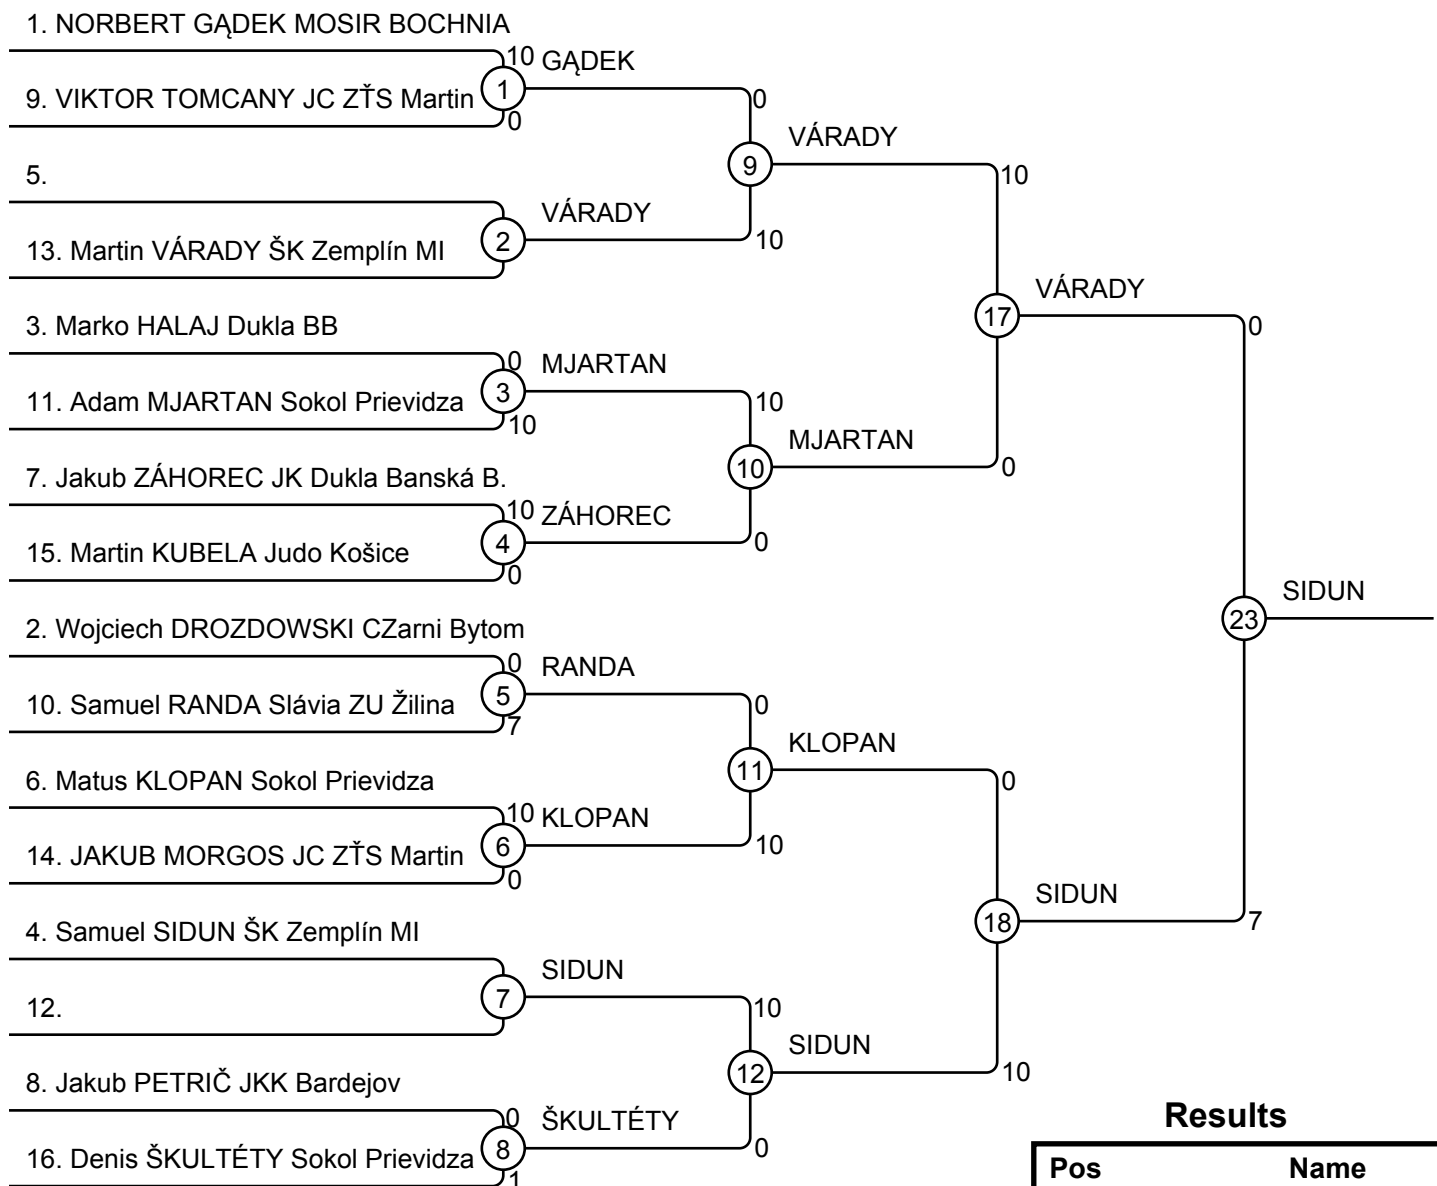 1. NORBERT GĄDEK MOSIR BOCHNIA
10 GĄDEK
1
9. VIKTOR TOMCANY JC ZŤS Martin
0
0
VÁRADY
9
10
5.
VÁRADY
2
10
13. Martin VÁRADY ŠK Zemplín MI
VÁRADY
17
0
3. Marko HALAJ Dukla BB
0
MJARTAN
3
11. Adam MJARTAN Sokol Prievidza
10
10
MJARTAN
10
0
7. Jakub ZÁHOREC JK Dukla Banská B.
10 ZÁHOREC
4
0
15. Martin KUBELA Judo Košice
0
SIDUN
23
2. Wojciech DROZDOWSKI CZarni Bytom
0
RANDA
5
10. Samuel RANDA Slávia ZU Žilina
7
0
KLOPAN
11
0
6. Matus KLOPAN Sokol Prievidza
10 KLOPAN
6
10
14. JAKUB MORGOS JC ZŤS Martin
0
SIDUN
18
7
4. Samuel SIDUN ŠK Zemplín MI
SIDUN
7
12.
10
SIDUN
12
10
8. Jakub PETRIČ JKK Bardejov
0
ŠKULTÉTY
8
0
16. Denis ŠKULTÉTY Sokol Prievidza
1
Results
Pos Name